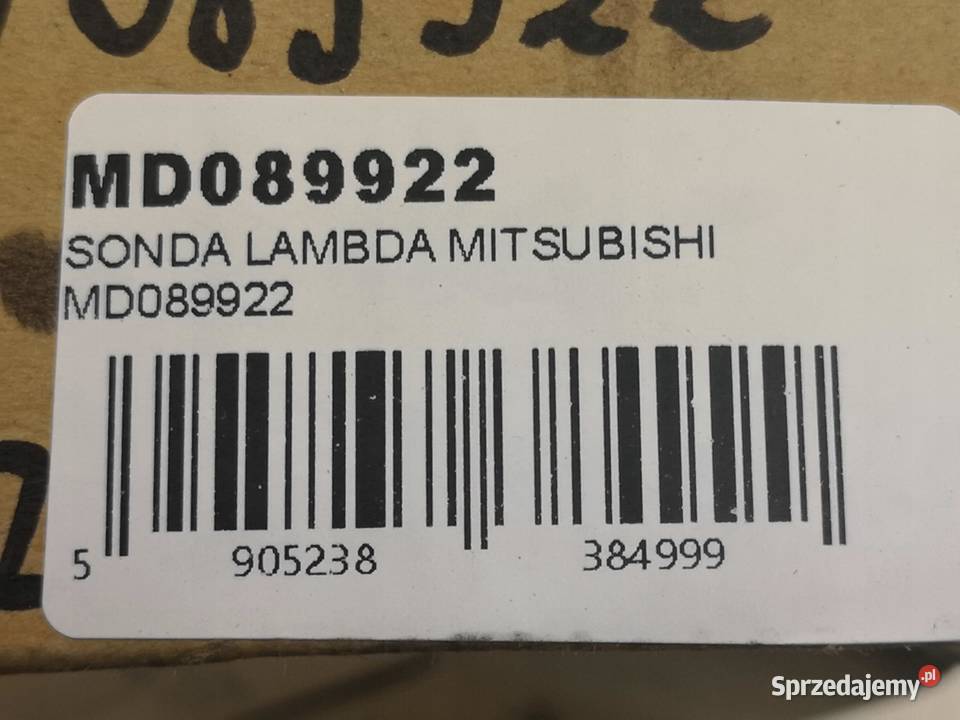 MD089922
SONDA LAMBDA MITSUBISHI
MD089922
5 905238 384999
Sprzedajemy.pl